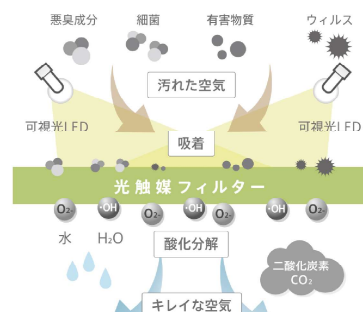 悪臭成分 細菌 有害物質 ウィルス
汚れた空気
可視光LED 可視光LED
吸着
光触媒フィルター
O₂- ·OH O₂- ·OH O₂- ·OH O₂-
水 H₂O
酸化分解
二酸化炭素
CO₂
キレイな空気